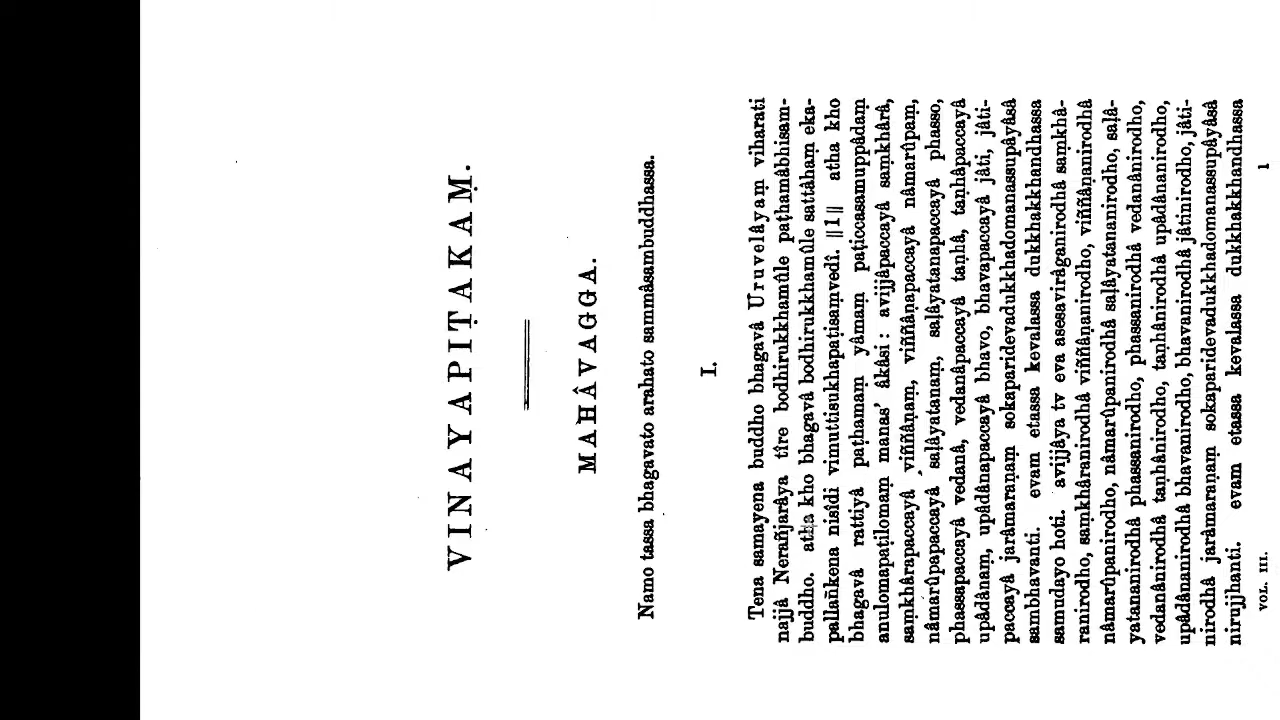 VINAYAPIṬAKAṂ.
MAHÂVAGGA.
Namo tassa bhagavato arahato sammâsambuddhassa.
I.
Tena samayena buddho bhagavâ Uruvelâyaṃ viharati
najjâ Nerañjarâya tîre bodhirukkhamûle paṭhamâbhisam-
buddho. atha kho bhagavâ bodhirukkhamûle sattâhaṃ eka-
pallañkena nisîdi vimuttisukhapaṭisaṃvedî. ||1|| atha kho
bhagavâ rattiyâ paṭhamaṃ yâmaṃ paṭiccasamuppâdaṃ
anulomapaṭilomaṃ manas' âkâsi: avijjâpaccayâ saṃkhârâ,
saṃkhârapaccayâ viññâṇaṃ, viññâṇapaccayâ nâmarûpaṃ,
nâmarûpapaccayâ saḷâyatanaṃ, saḷâyatanapaccayâ phasso,
phassapaccayâ vedanâ, vedanâpaccayâ taṇhâ, taṇhâpaccayâ
upâdânaṃ, upâdânapaccayâ bhavo, bhavapaccayâ jâti, jâti-
paccayâ jarâmaraṇaṃ sokaparidevadukkhadomanassupâyâsâ
sambhavanti. evam etassa kevalassa dukkhakkhandhassa
samudayo hoti. avijjâya tv eva asesavirâganirodhâ saṃkhâ-
ranirodho, saṃkhâranirodhâ viññâṇanirodho, viññâṇanirodhâ
nâmarûpanirodho, nâmarûpanirodhâ saḷâyatananirodho, saḷâ-
yatananirodhâ phassanirodho, phassanirodhâ vedanânirodho,
vedanânirodhâ taṇhânirodho, taṇhânirodhâ upâdânanirodho,
upâdânanirodhâ bhavanirodho, bhavanirodhâ jâtinirodho, jâti-
nirodhâ jarâmaraṇaṃ sokaparidevadukkhadomanassupâyâsâ
nirujjhanti. evam etassa kevalassa dukkhakkhandhassa
VOL. III. 1